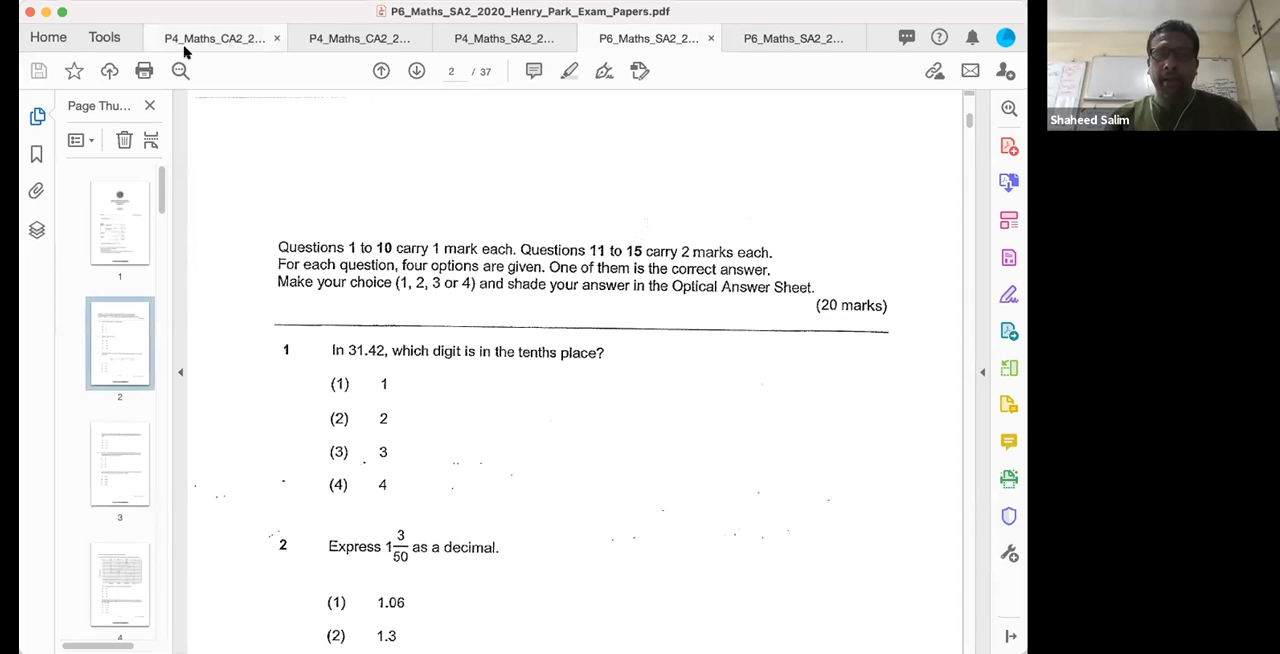 P6_Maths_SA2_2020_Henry_Park_Exam_Papers.pdf
Home Tools P4_Maths_CA2_2... × P4_Maths_CA2_2... P4_Maths_SA2_2... P6_Maths_SA2_2... × P6_Maths_SA2_2...
2 / 37
Page Thu... ×
1
2
3
4
Questions 1 to 10 carry 1 mark each. Questions 11 to 15 carry 2 marks each.
For each question, four options are given. One of them is the correct answer.
Make your choice (1, 2, 3 or 4) and shade your answer in the Optical Answer Sheet.
(20 marks)
1 In 31.42, which digit is in the tenths place?
(1) 1
(2) 2
(3) 3
(4) 4
2 Express 1 3/50 as a decimal.
(1) 1.06
(2) 1.3
Shaheed Salim